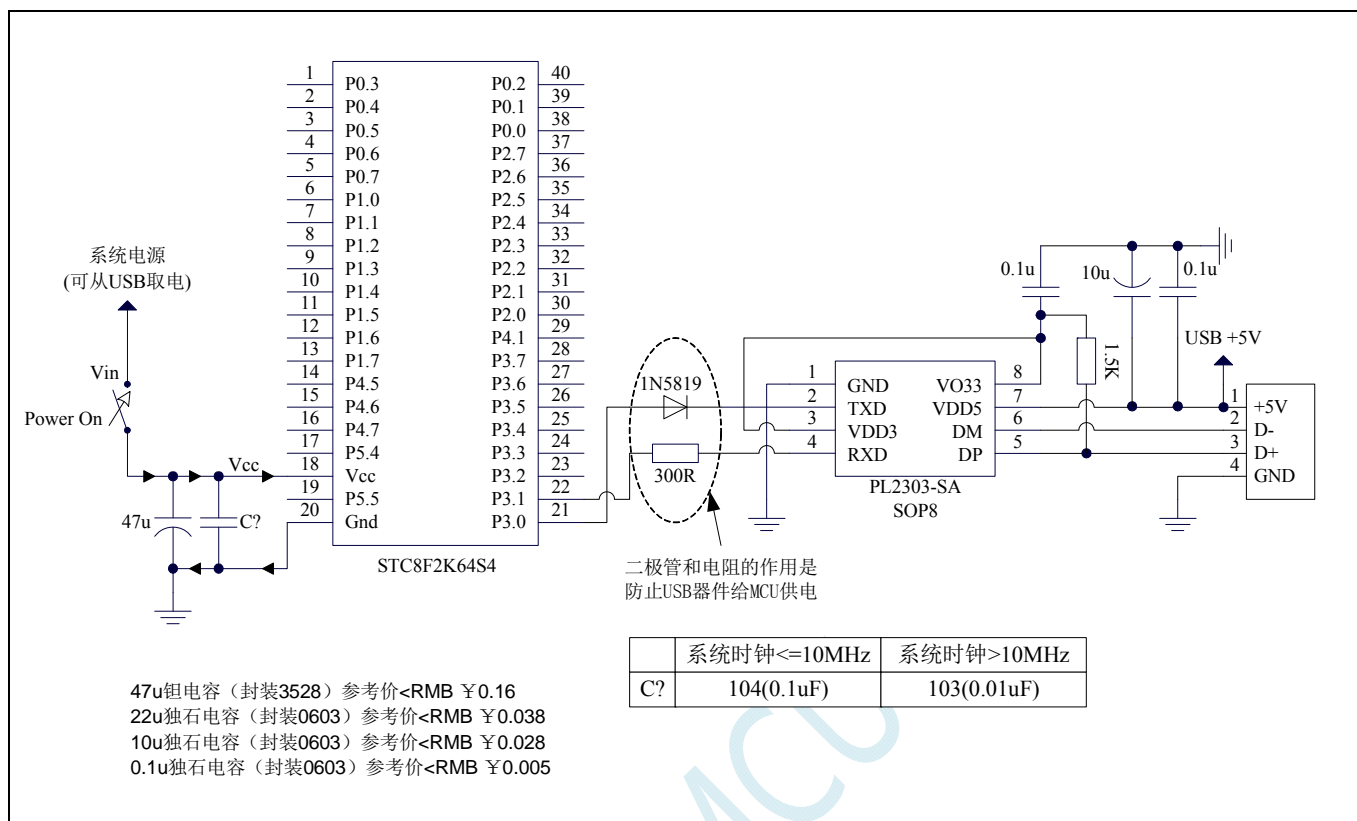 系统电源
(可从USB取电)
Vin
Power On
Vcc
47u
C?
1 P0.3
2 P0.4
3 P0.5
4 P0.6
5 P0.7
6 P1.0
7 P1.1
8 P1.2
9 P1.3
10 P1.4
11 P1.5
12 P1.6
13 P1.7
14 P4.5
15 P4.6
16 P4.7
17 P5.4
18 Vcc
19 P5.5
20 Gnd
P0.2 40
P0.1 39
P0.0 38
P2.7 37
P2.6 36
P2.5 35
P2.4 34
P2.3 33
P2.2 32
P2.1 31
P2.0 30
P4.1 29
P3.7 28
P3.6 27
P3.5 26
P3.4 25
P3.3 24
P3.2 23
P3.1 22
P3.0 21
STC8F2K64S4
1N5819
300R
二极管和电阻的作用是
防止USB器件给MCU供电
0.1u
10u
0.1u
1.5K
USB +5V
1 GND VO33 8
2 TXD VDD5 7
3 VDD3 DM 6
4 RXD DP 5
PL2303-SA
SOP8
1 +5V
2 D-
3 D+
4 GND
系统时钟<=10MHz 系统时钟>10MHz
C? 104(0.1uF) 103(0.01uF)
47u钽电容（封装3528）参考价<RMB ￥0.16
22u独石电容（封装0603）参考价<RMB ￥0.038
10u独石电容（封装0603）参考价<RMB ￥0.028
0.1u独石电容（封装0603）参考价<RMB ￥0.005